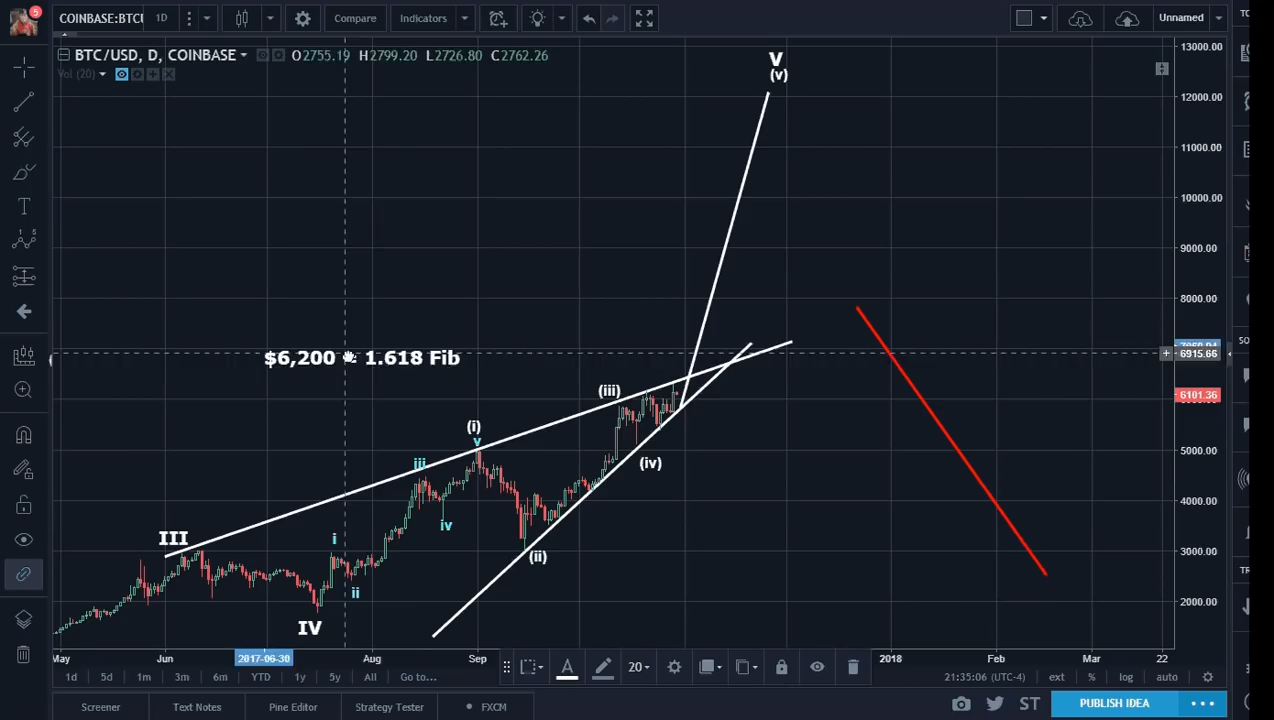 5
COINBASE:BTCU
1D
Compare
Indicators
Unnamed
BTC/USD, D, COINBASE
O2755.19 H2799.20 L2726.80 C2762.26
Vol (20)
13000.00
12000.00
11000.00
10000.00
9000.00
8000.00
6915.66
6101.36
5000.00
4000.00
3000.00
2000.00
V
(v)
$6,200 - 1.618 Fib
(iii)
(i)
v
iii
(iv)
iv
III
i
(ii)
ii
IV
May
Jun
2017-06-30
Aug
Sep
2018
Feb
Mar
22
20
1d
5d
1m
3m
6m
YTD
1y
5y
All
Go to...
21:35:06 (UTC-4)
ext
%
log
auto
Screener
Text Notes
Pine Editor
Strategy Tester
FXCM
ST
PUBLISH IDEA